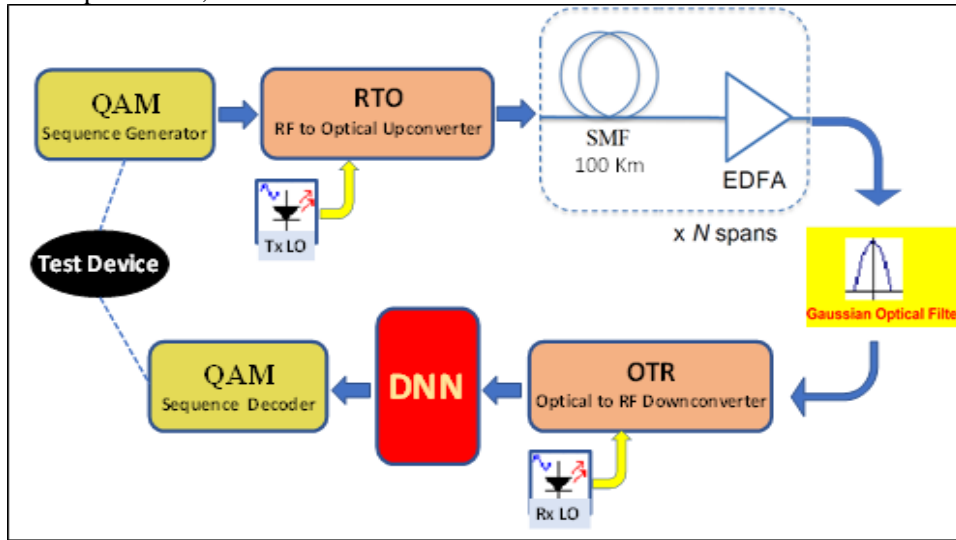 QAM
Sequence Generator
RTO
RF to Optical Upconverter
Tx LO
SMF
100 Km
EDFA
x N spans
Gaussian Optical Filte
Test Device
QAM
Sequence Decoder
DNN
OTR
Optical to RF Downconverter
Rx LO